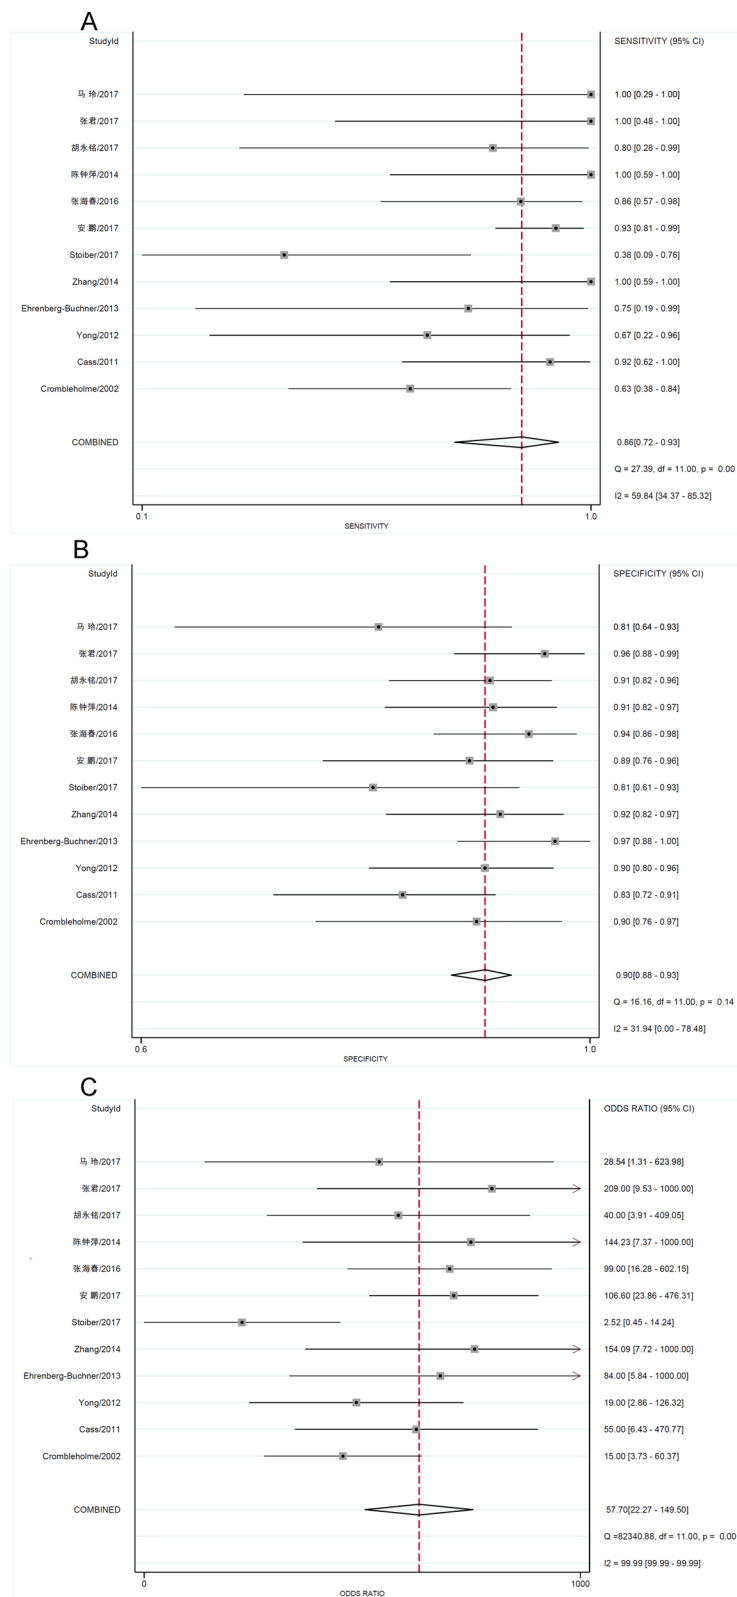 A
StudyId SENSITIVITY (95% CI)
马 玲/2017 1.00 [0.29 - 1.00]
张君/2017 1.00 [0.48 - 1.00]
胡永铭/2017 0.80 [0.28 - 0.99]
陈钟萍/2014 1.00 [0.59 - 1.00]
张海春/2016 0.86 [0.57 - 0.98]
安 鹏/2017 0.93 [0.81 - 0.99]
Stoiber/2017 0.38 [0.09 - 0.76]
Zhang/2014 1.00 [0.59 - 1.00]
Ehrenberg-Buchner/2013 0.75 [0.19 - 0.99]
Yong/2012 0.67 [0.22 - 0.96]
Cass/2011 0.92 [0.62 - 1.00]
Crombleholme/2002 0.63 [0.38 - 0.84]
COMBINED 0.86[0.72 - 0.93]
Q = 27.39, df = 11.00, p = 0.00
I2 = 59.84 [34.37 - 85.32]
0.1 1.0
SENSITIVITY
B
StudyId SPECIFICITY (95% CI)
马 玲/2017 0.81 [0.64 - 0.93]
张君/2017 0.96 [0.88 - 0.99]
胡永铭/2017 0.91 [0.82 - 0.96]
陈钟萍/2014 0.91 [0.82 - 0.97]
张海春/2016 0.94 [0.86 - 0.98]
安 鹏/2017 0.89 [0.76 - 0.96]
Stoiber/2017 0.81 [0.61 - 0.93]
Zhang/2014 0.92 [0.82 - 0.97]
Ehrenberg-Buchner/2013 0.97 [0.88 - 1.00]
Yong/2012 0.90 [0.80 - 0.96]
Cass/2011 0.83 [0.72 - 0.91]
Crombleholme/2002 0.90 [0.76 - 0.97]
COMBINED 0.90[0.88 - 0.93]
Q = 16.16, df = 11.00, p = 0.14
I2 = 31.94 [0.00 - 78.48]
0.6 1.0
SPECIFICITY
C
StudyId ODDS RATIO (95% CI)
马 玲/2017 28.54 [1.31 - 623.98]
张君/2017 209.00 [9.53 - 1000.00]
胡永铭/2017 40.00 [3.91 - 409.05]
陈钟萍/2014 144.23 [7.37 - 1000.00]
张海春/2016 99.00 [16.28 - 602.15]
安 鹏/2017 106.60 [23.86 - 476.31]
Stoiber/2017 2.52 [0.45 - 14.24]
Zhang/2014 154.09 [7.72 - 1000.00]
Ehrenberg-Buchner/2013 84.00 [5.84 - 1000.00]
Yong/2012 19.00 [2.86 - 126.32]
Cass/2011 55.00 [6.43 - 470.77]
Crombleholme/2002 15.00 [3.73 - 60.37]
COMBINED 57.70[22.27 - 149.50]
Q =82340.88, df = 11.00, p = 0.00
I2 = 99.99 [99.99 - 99.99]
0 1000
ODDS RATIO